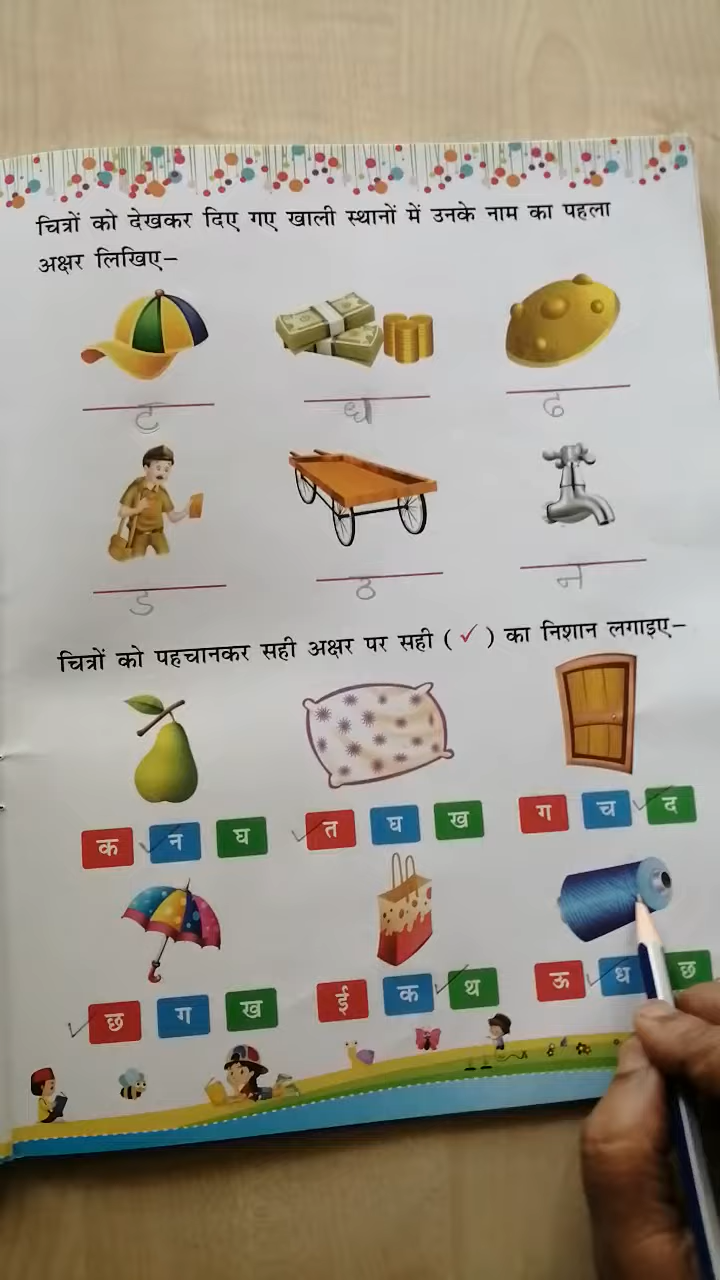 चित्रों को देखकर दिए गए खाली स्थानों में उनके नाम का पहला
अक्षर लिखिए–
ट ध ढ
ड ठ न
चित्रों को पहचानकर सही अक्षर पर सही ( ✓ ) का निशान लगाइए–
क न घ त घ ख ग च द
छ ग ख ई क थ ऊ ध छ